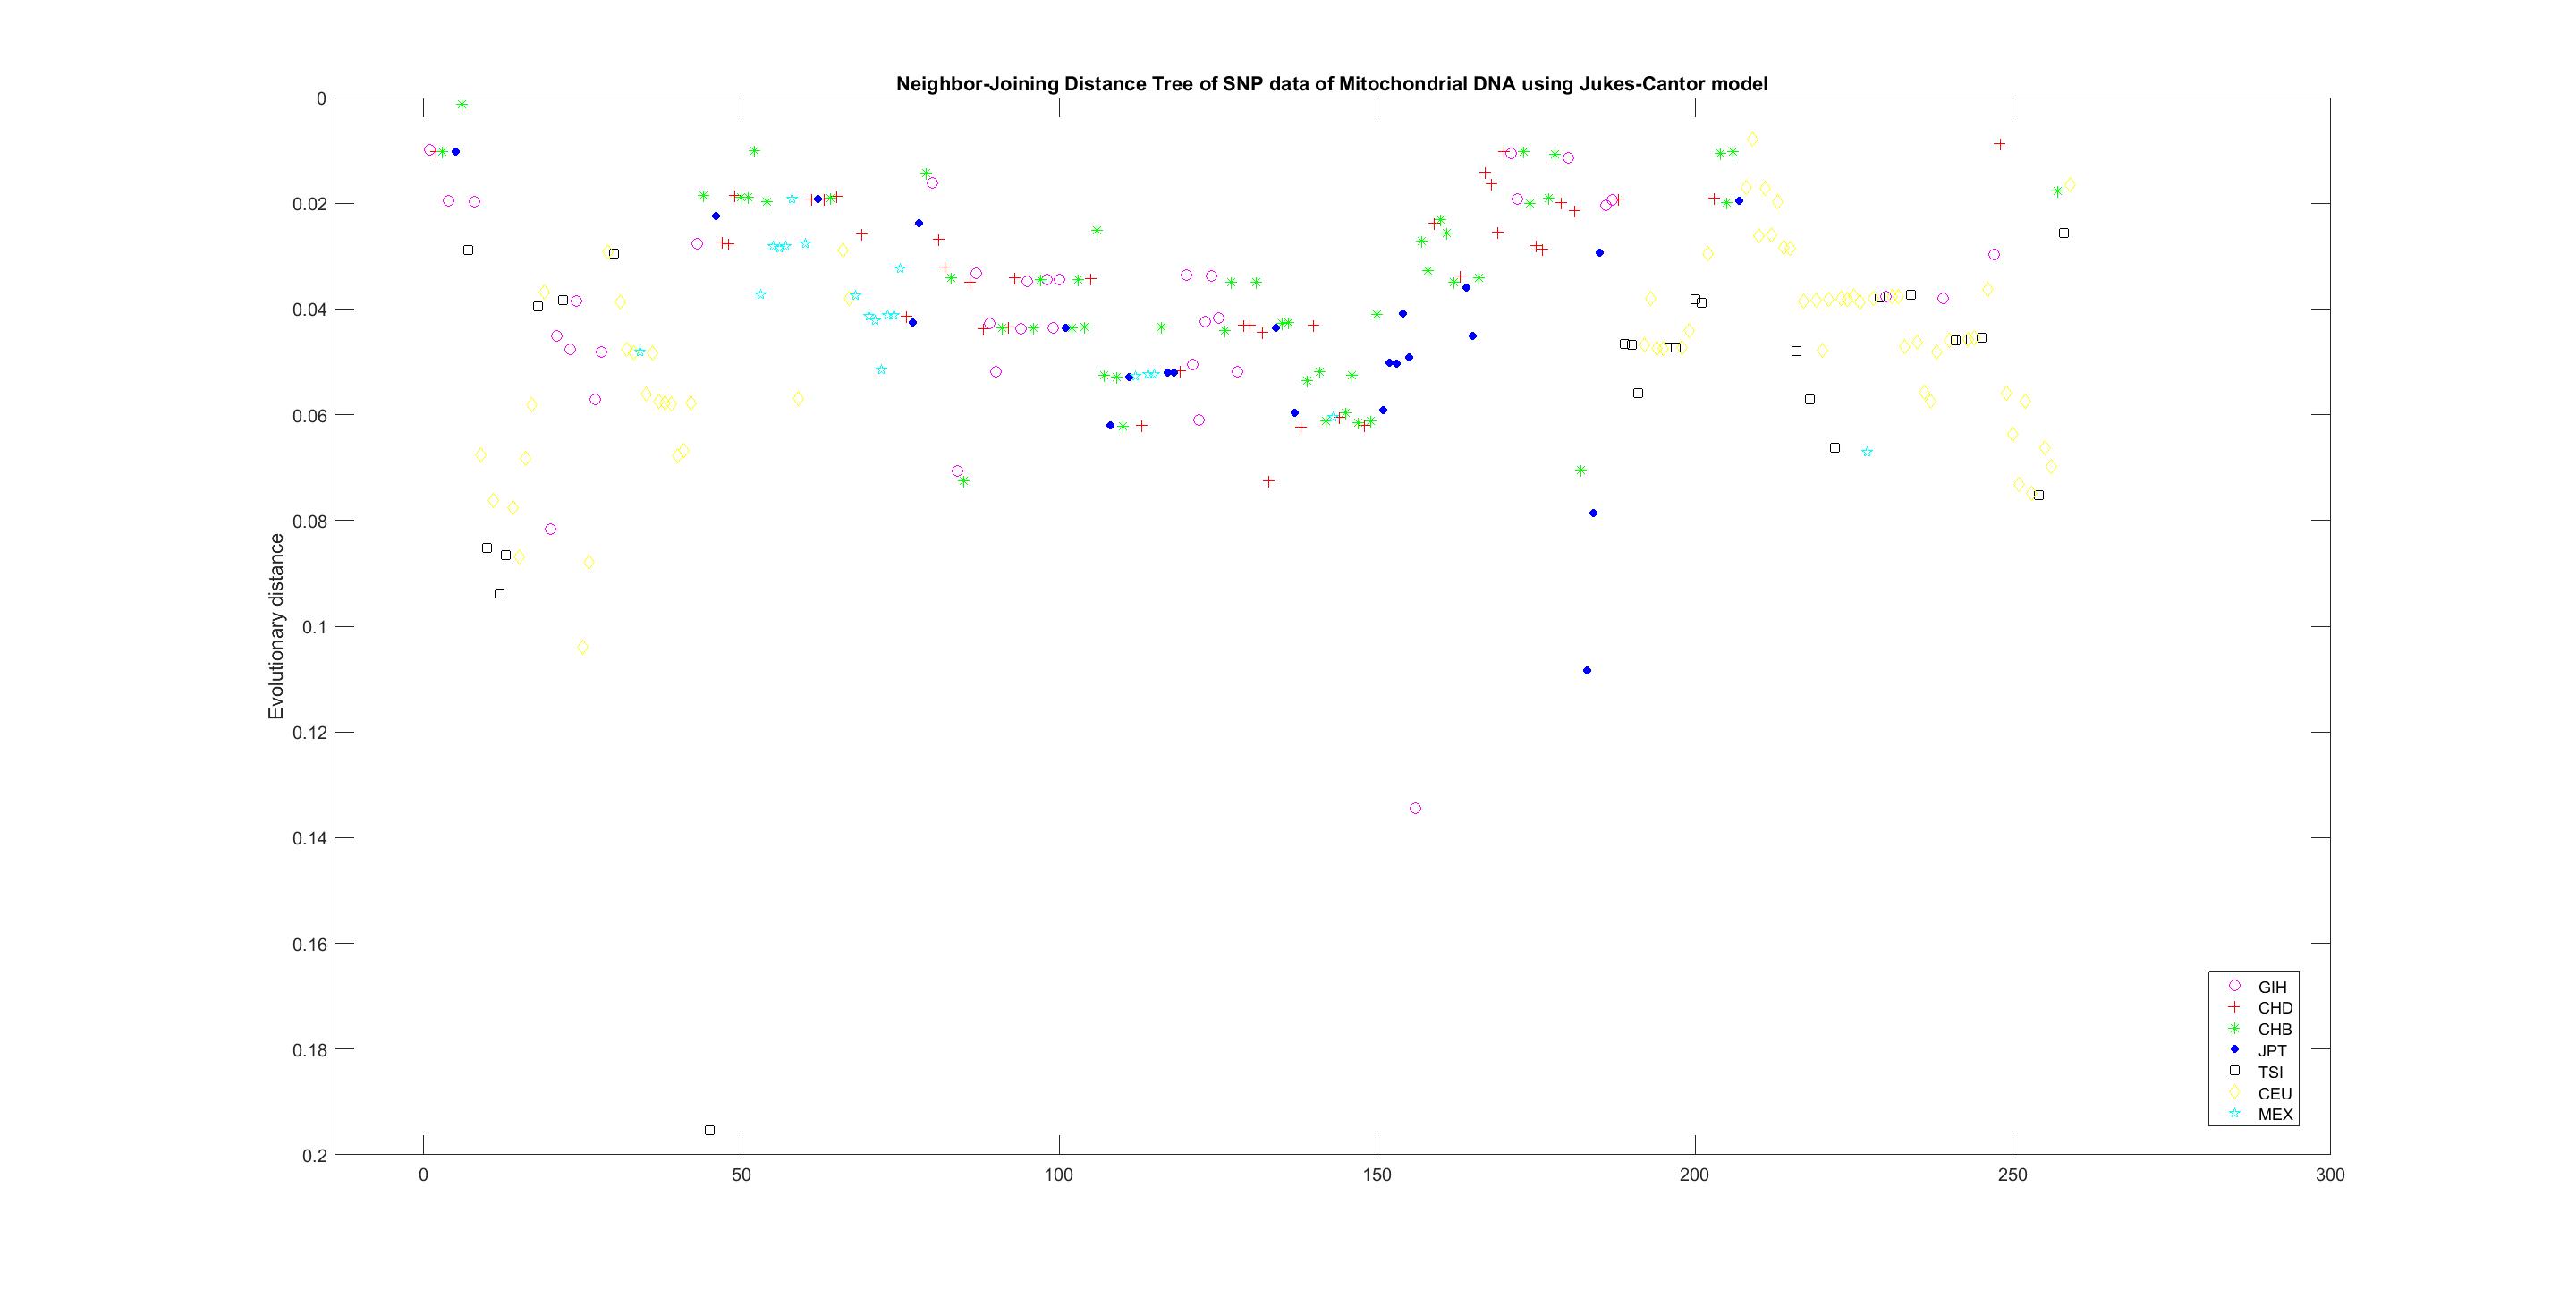 Neighbor-Joining Distance Tree of SNP data of Mitochondrial DNA using Jukes-Cantor model
Evolutionary distance
0
0.02
0.04
0.06
0.08
0.1
0.12
0.14
0.16
0.18
0.2
0
50
100
150
200
250
300
GIH
CHD
CHB
JPT
TSI
CEU
MEX